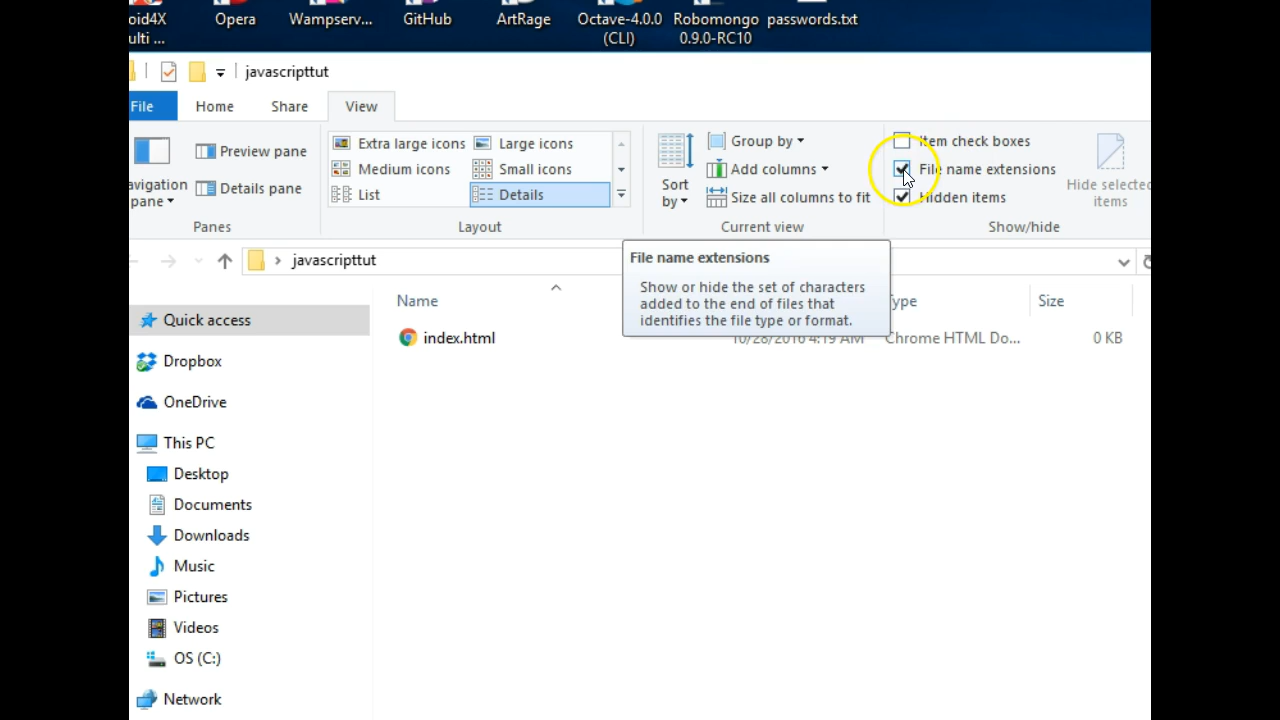 oid4X
ulti ...
Opera
Wampserv...
GitHub
ArtRage
Octave-4.0.0
(CLI)
Robomongo
0.9.0-RC10
passwords.txt
javascripttut
File
Home
Share
View
avigation
pane
Preview pane
Details pane
Panes
Extra large icons
Large icons
Medium icons
Small icons
List
Details
Layout
Sort
by
Group by
Add columns
Size all columns to fit
Current view
Item check boxes
File name extensions
Hidden items
Hide selected
items
Show/hide
javascripttut
File name extensions
Show or hide the set of characters
added to the end of files that
identifies the file type or format.
Name
ype
Size
index.html
10/28/2016 4:19 AM
Chrome HTML Do...
0 KB
Quick access
Dropbox
OneDrive
This PC
Desktop
Documents
Downloads
Music
Pictures
Videos
OS (C:)
Network